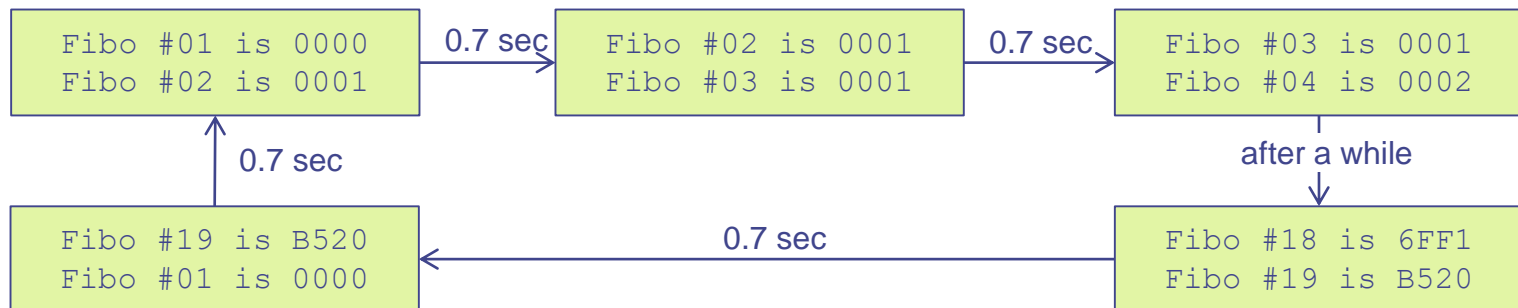 Fibo #01 is 0000
Fibo #02 is 0001
0.7 sec
Fibo #02 is 0001
Fibo #03 is 0001
0.7 sec
Fibo #03 is 0001
Fibo #04 is 0002
after a while
Fibo #18 is 6FF1
Fibo #19 is B520
0.7 sec
Fibo #19 is B520
Fibo #01 is 0000
0.7 sec